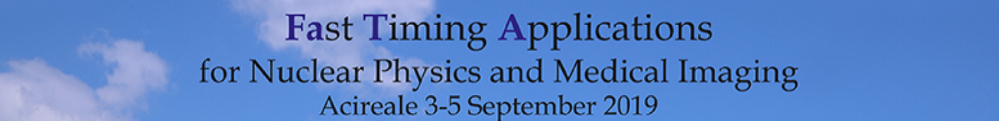 Fast Timing Applications
for Nuclear Physics and Medical Imaging
Acireale 3-5 September 2019